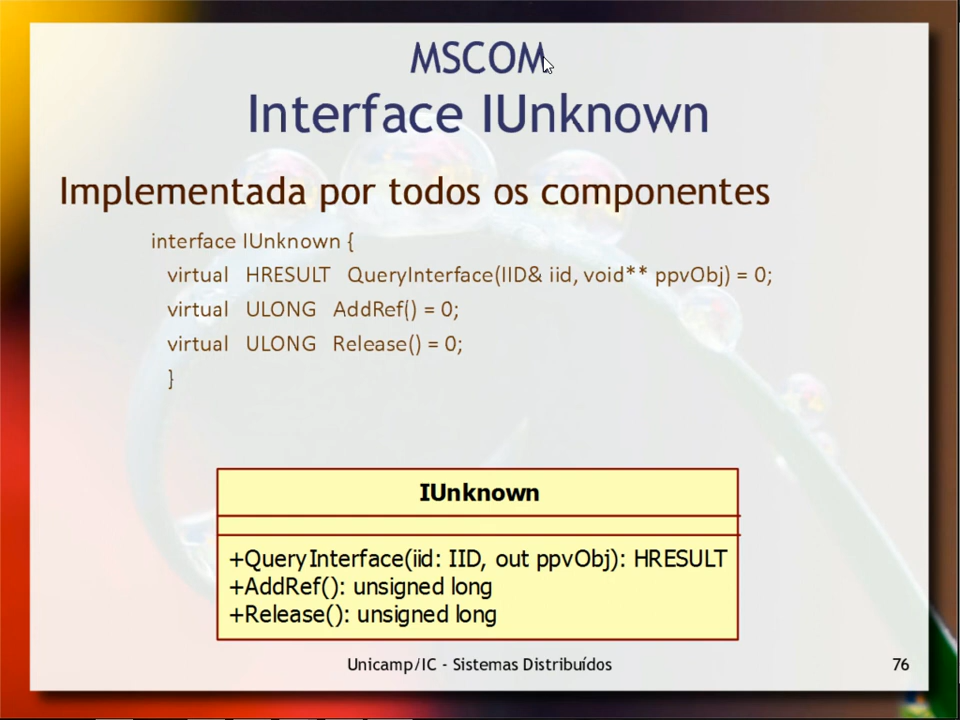 MSCOM
Interface IUnknown
Implementada por todos os componentes
interface IUnknown {
virtual HRESULT QueryInterface(IID& iid, void** ppvObj) = 0;
virtual ULONG AddRef() = 0;
virtual ULONG Release() = 0;
}
IUnknown
+QueryInterface(iid: IID, out ppvObj): HRESULT
+AddRef(): unsigned long
+Release(): unsigned long
Unicamp/IC - Sistemas Distribuídos
76